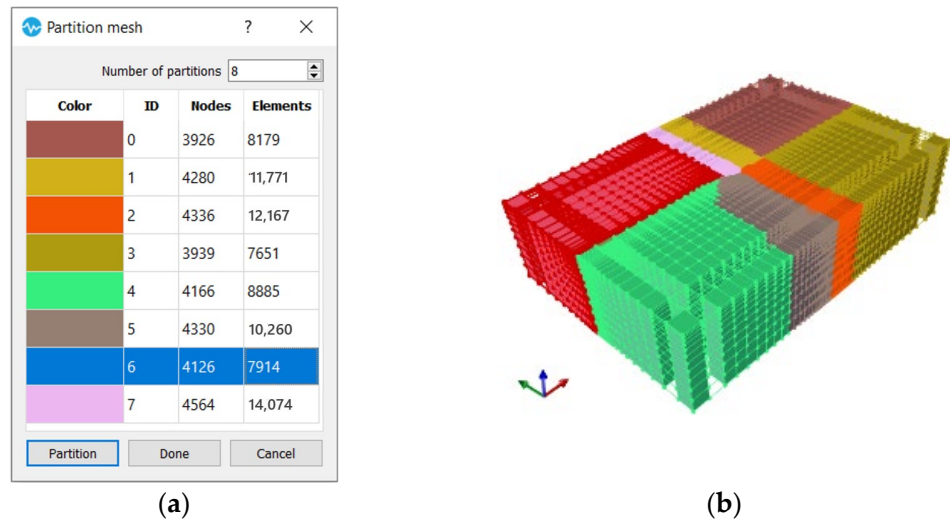 Partition mesh ? ×
Number of partitions 8
Color ID Nodes Elements
0 3926 8179
1 4280 11,771
2 4336 12,167
3 3939 7651
4 4166 8885
5 4330 10,260
6 4126 7914
7 4564 14,074
Partition Done Cancel
(a) (b)